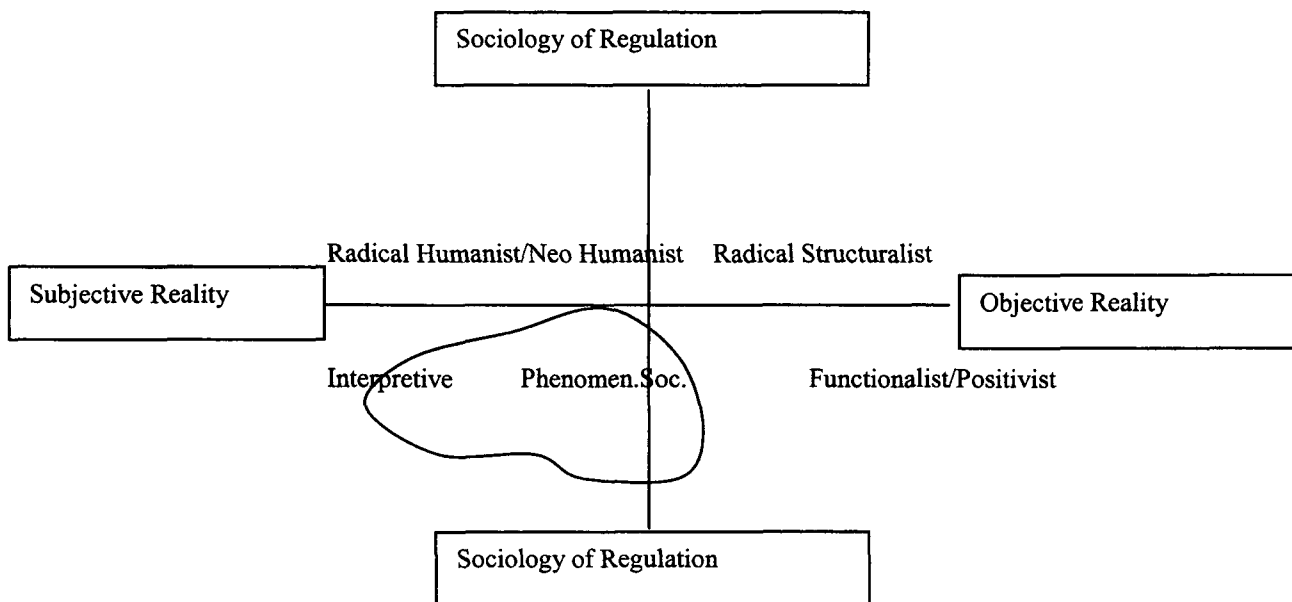 Sociology of Regulation
Radical Humanist/Neo Humanist Radical Structuralist
Subjective Reality
Objective Reality
Interpretive Phenomen.Soc. Functionalist/Positivist
Sociology of Regulation